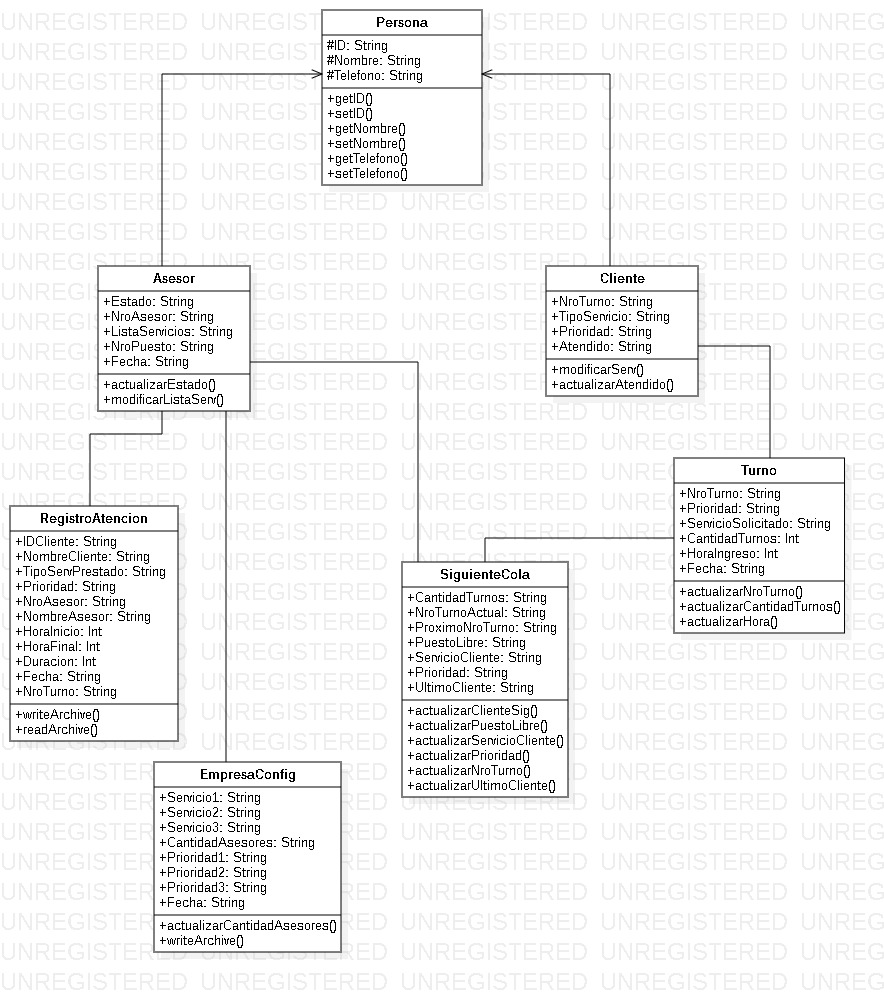 Persona
#ID: String
#Nombre: String
#Telefono: String
+getID()
+setID()
+getNombre()
+setNombre()
+getTelefono()
+setTelefono()
Asesor
+Estado: String
+NroAsesor: String
+ListaServicios: String
+NroPuesto: String
+Fecha: String
+actualizarEstado()
+modificarListaServ()
Cliente
+NroTurno: String
+TipoServicio: String
+Prioridad: String
+Atendido: String
+modificarServ()
+actualizarAtendido()
Turno
+NroTurno: String
+Prioridad: String
+ServicioSolicitado: String
+CantidadTurnos: Int
+HoraIngreso: Int
+Fecha: String
+actualizarNroTurno()
+actualizarCantidadTurnos()
+actualizarHora()
RegistroAtencion
+IDCliente: String
+NombreCliente: String
+TipoServPrestado: String
+Prioridad: String
+NroAsesor: String
+NombreAsesor: String
+HoraInicio: Int
+HoraFinal: Int
+Duracion: Int
+Fecha: String
+NroTurno: String
+writeArchive()
+readArchive()
SiguienteCola
+CantidadTurnos: String
+NroTurnoActual: String
+ProximoNroTurno: String
+PuestoLibre: String
+ServicioCliente: String
+Prioridad: String
+UltimoCliente: String
+actualizarClienteSig()
+actualizarPuestoLibre()
+actualizarServicioCliente()
+actualizarPrioridad()
+actualizarNroTurno()
+actualizarUltimoCliente()
EmpresaConfig
+Servicio1: String
+Servicio2: String
+Servicio3: String
+CantidadAsesores: String
+Prioridad1: String
+Prioridad2: String
+Prioridad3: String
+Fecha: String
+actualizarCantidadAsesores()
+writeArchive()
UNREGISTERED UNREGISTERED UNREGISTERED UNREGISTERED